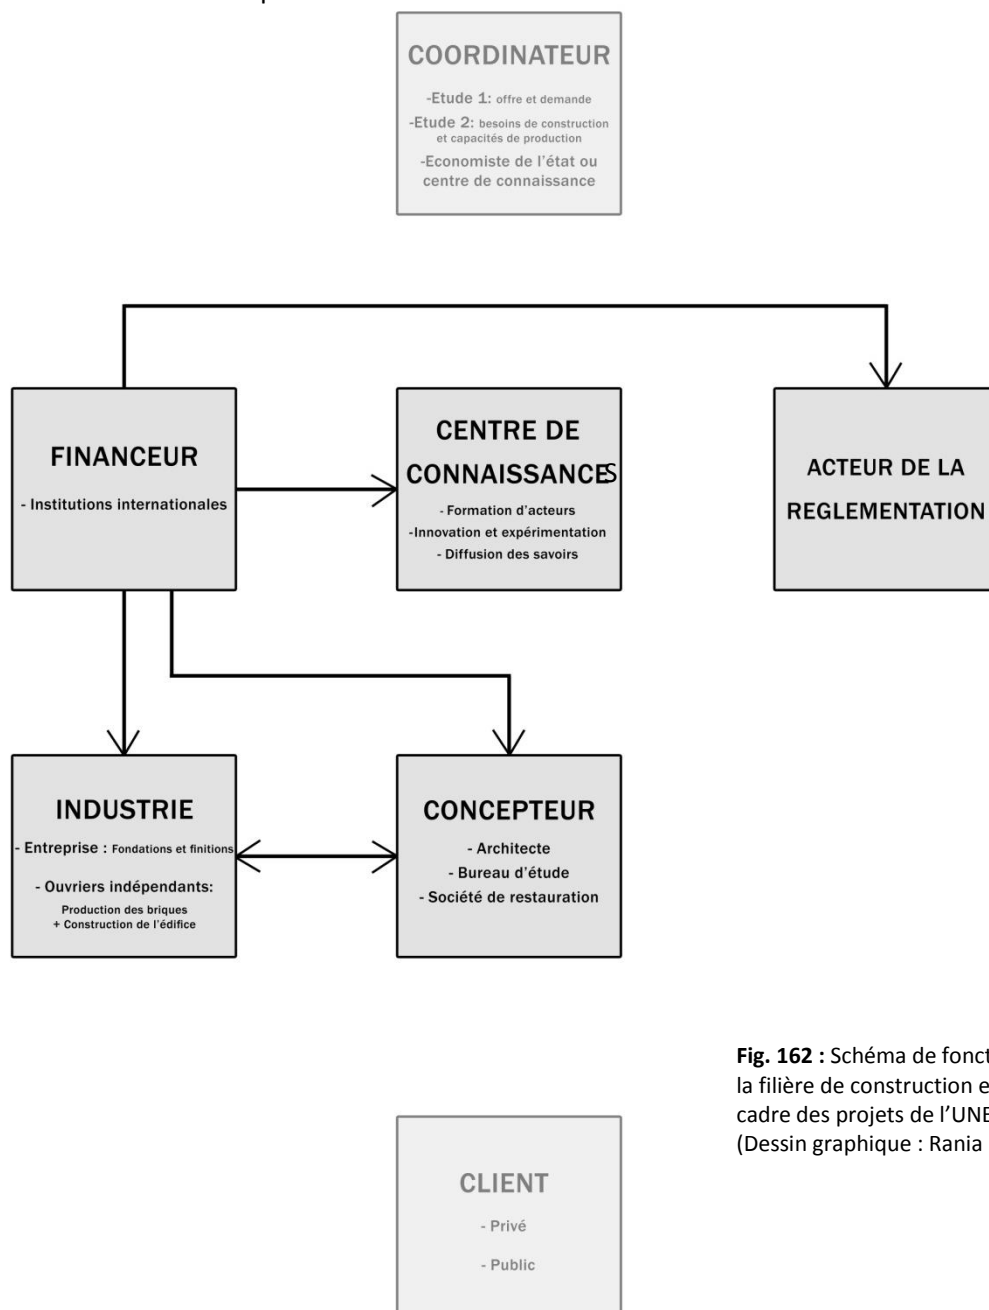 COORDINATEUR
-Etude 1: offre et demande
-Etude 2: besoins de construction
et capacités de production
-Economiste de l'état ou
centre de connaissance
FINANCEUR
- Institutions internationales
CENTRE DE
CONNAISSANCES
- Formation d'acteurs
-Innovation et expérimentation
- Diffusion des savoirs
ACTEUR DE LA
REGLEMENTATION
INDUSTRIE
- Entreprise : Fondations et finitions
- Ouvriers indépendants:
Production des briques
+ Construction de l'édifice
CONCEPTEUR
- Architecte
- Bureau d'étude
- Société de restauration
Fig. 162 : Schéma de
la filière de construction
cadre des projets de
(Dessin graphique : Rania
CLIENT
- Privé
- Public